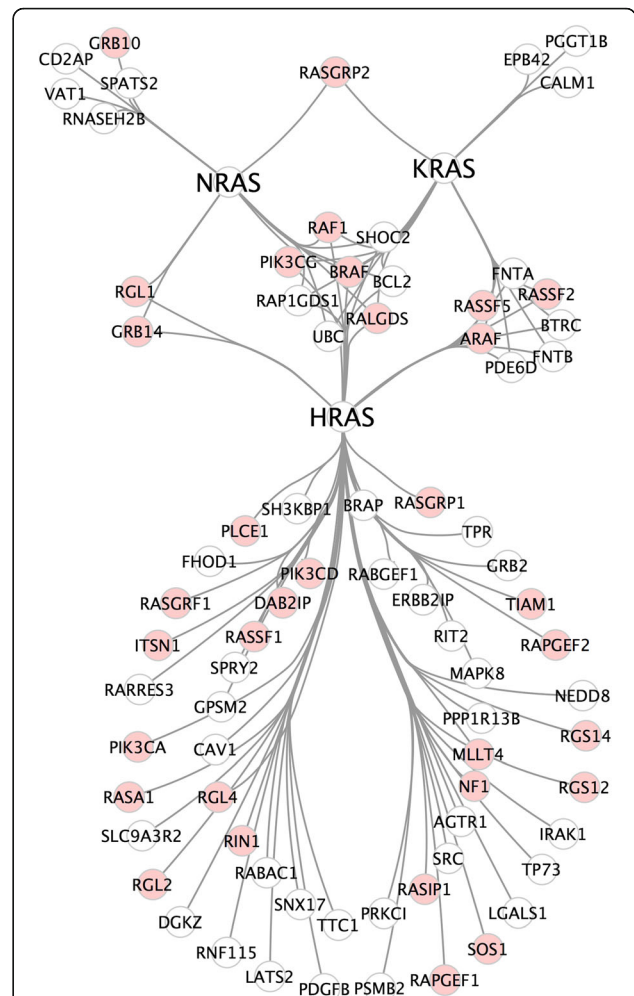 GRB10
CD2AP
SPATS2
VAT1
RNASEH2B
RASGRP2
PGGT1B
EPB42
CALM1
NRAS
KRAS
RAF1
SHOC2
PIK3CG
BRAF
BCL2
RAP1GDS1
RALGDS
UBC
FNTA
RASSF2
RASSF5
BTRC
ARAF
FNTB
PDE6D
RGL1
GRB14
HRAS
SH3KBP1
BRAP
RASGRP1
PLCE1
TPR
FHOD1
PIK3CD
RABGEF1
GRB2
RASGRF1
DAB2IP
ERBB2IP
TIAM1
ITSN1
RASSF1
RIT2
RAPGEF2
SPRY2
MAPK8
RARRES3
NEDD8
GPSM2
PPP1R13B
RGS14
PIK3CA
CAV1
MLLT4
RASA1
RGL4
NF1
RGS12
SLC9A3R2
AGTR1
IRAK1
RIN1
SRC
TP73
RGL2
RABAC1
RASIP1
DGKZ
SNX17
PRKCI
LGALS1
TTC1
RNF115
SOS1
LATS2
PDGFB
PSMB2
RAPGEF1